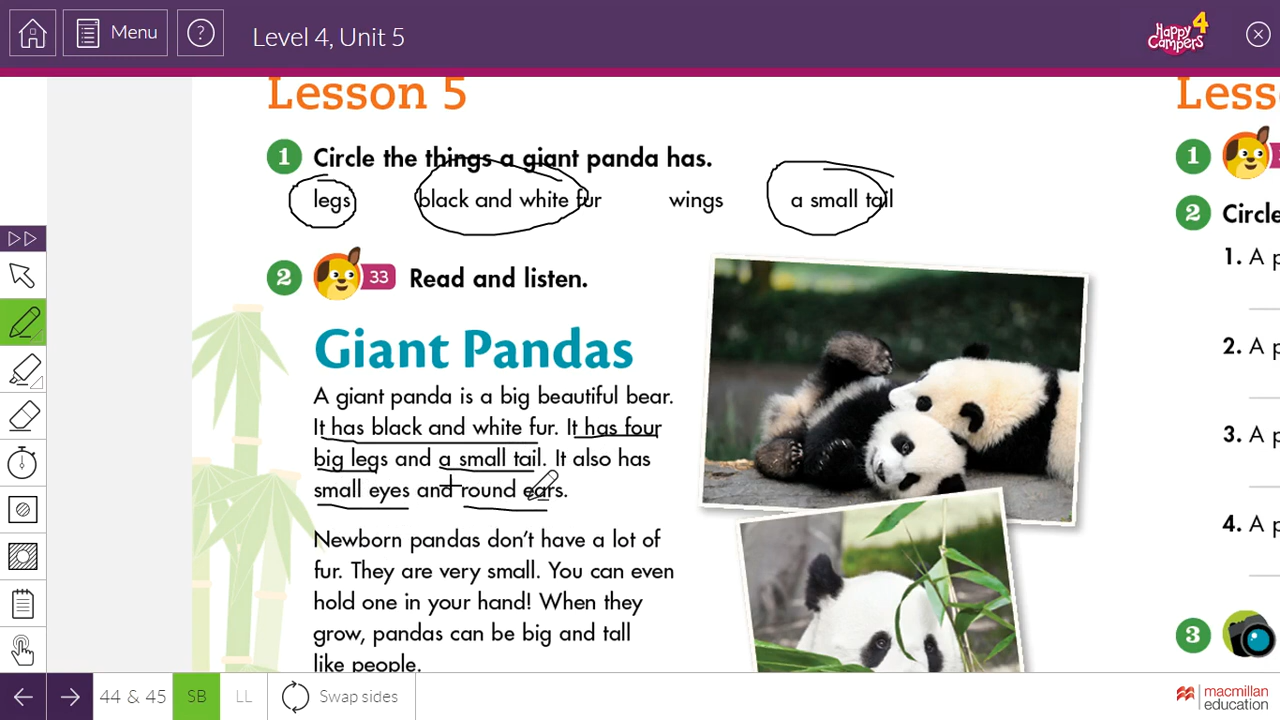 Menu
?
Level 4, Unit 5
Happy Campers 4
Lesson 5
1 Circle the things a giant panda has.
legs black and white fur wings a small tail
2 33 Read and listen.
Giant Pandas
A giant panda is a big beautiful bear.
It has black and white fur. It has four
big legs and a small tail. It also has
small eyes and round ears.
Newborn pandas don't have a lot of
fur. They are very small. You can even
hold one in your hand! When they
grow, pandas can be big and tall
like people.
Less
1
2 Circle
1. A p
2. A p
3. A p
4. A p
3
44 & 45
SB
LL
Swap sides
macmillan
education